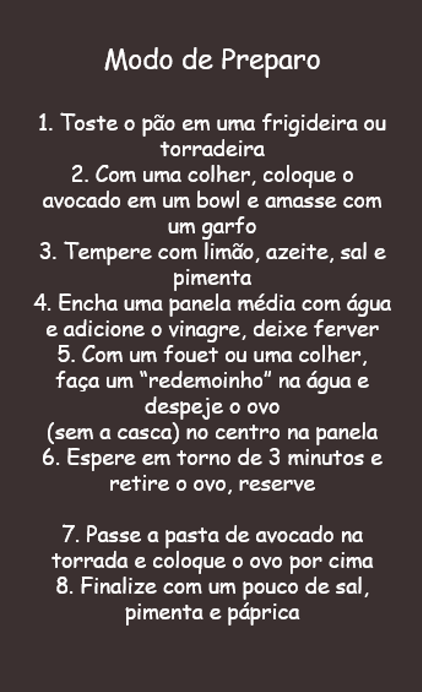 Modo de Preparo
1. Toste o pão em uma frigideira ou
torradeira
2. Com uma colher, coloque o
avocado em um bowl e amasse com
um garfo
3. Tempere com limão, azeite, sal e
pimenta
4. Encha uma panela média com água
e adicione o vinagre, deixe ferver
5. Com um fouet ou uma colher,
faça um “redemoinho” na água e
despeje o ovo
(sem a casca) no centro na panela
6. Espere em torno de 3 minutos e
retire o ovo, reserve
7. Passe a pasta de avocado na
torrada e coloque o ovo por cima
8. Finalize com um pouco de sal,
pimenta e páprica